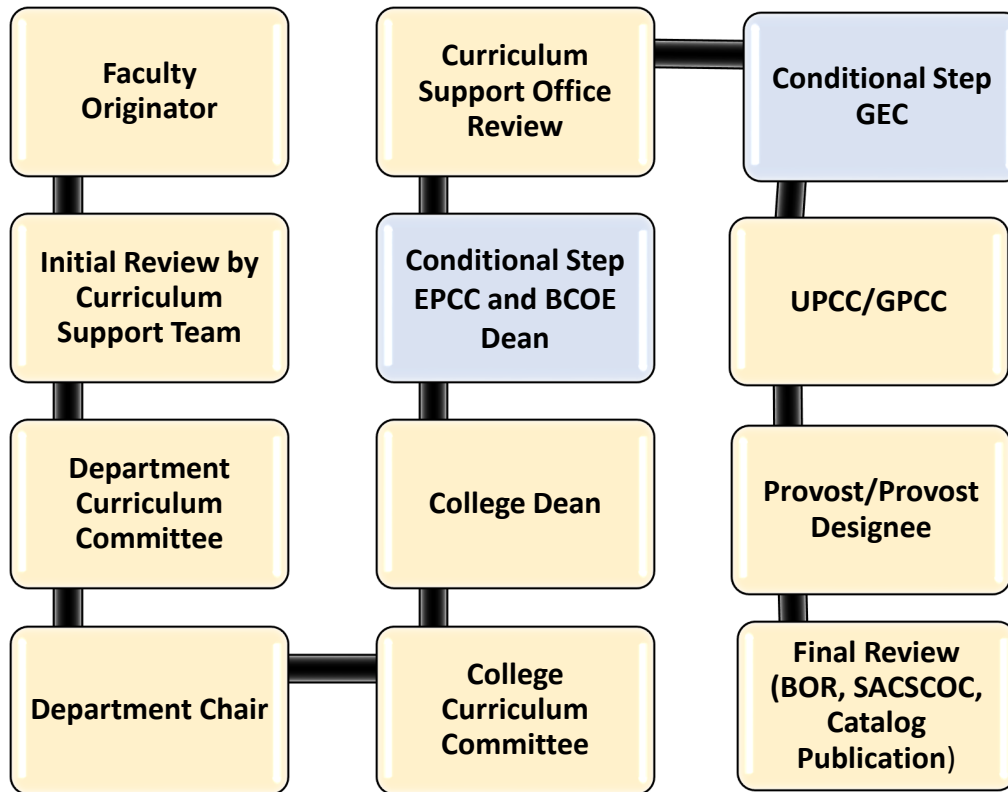 Faculty
Originator
Initial Review by
Curriculum
Support Team
Department
Curriculum
Committee
Department Chair
College
Curriculum
Committee
College Dean
Conditional Step
EPCC and BCOE
Dean
Curriculum
Support Office
Review
Conditional Step
GEC
UPCC/GPCC
Provost/Provost
Designee
Final Review
(BOR, SACSCOC,
Catalog
Publication)